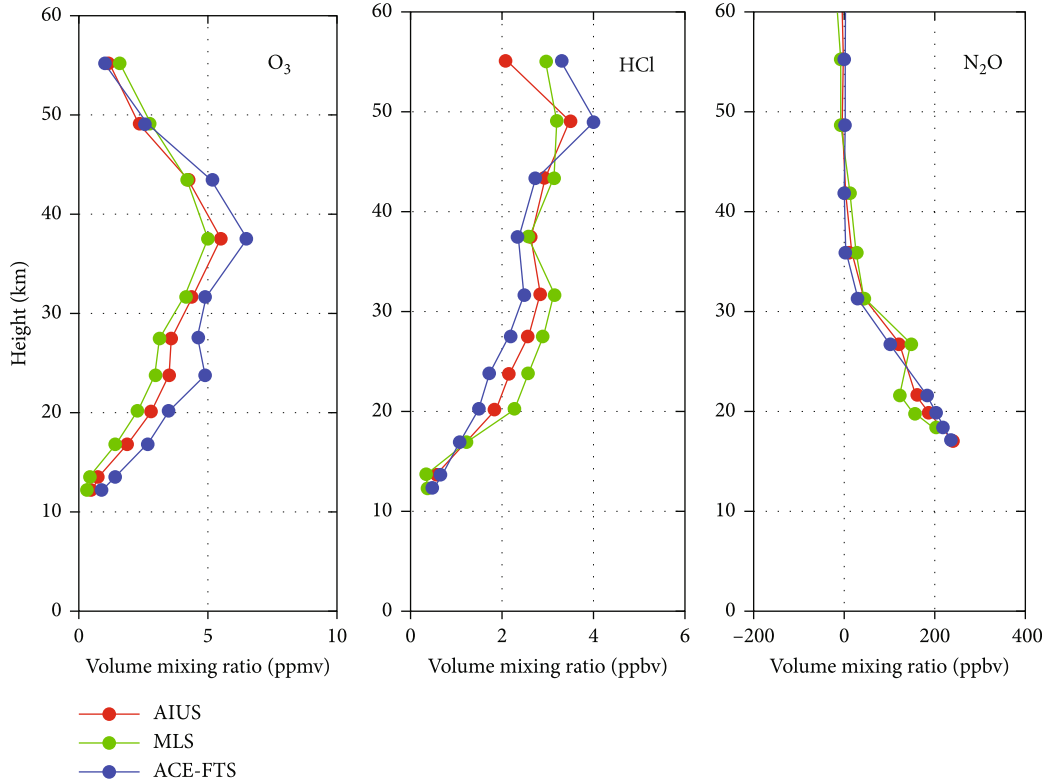 60
50
40
30
20
10
0
Height (km)
O₃
0 5 10
Volume mixing ratio (ppmv)
60
50
40
30
20
10
0
HCl
0 2 4 6
Volume mixing ratio (ppbv)
60
50
40
30
20
10
0
N₂O
−200 0 200 400
Volume mixing ratio (ppbv)
AIUS
MLS
ACE-FTS